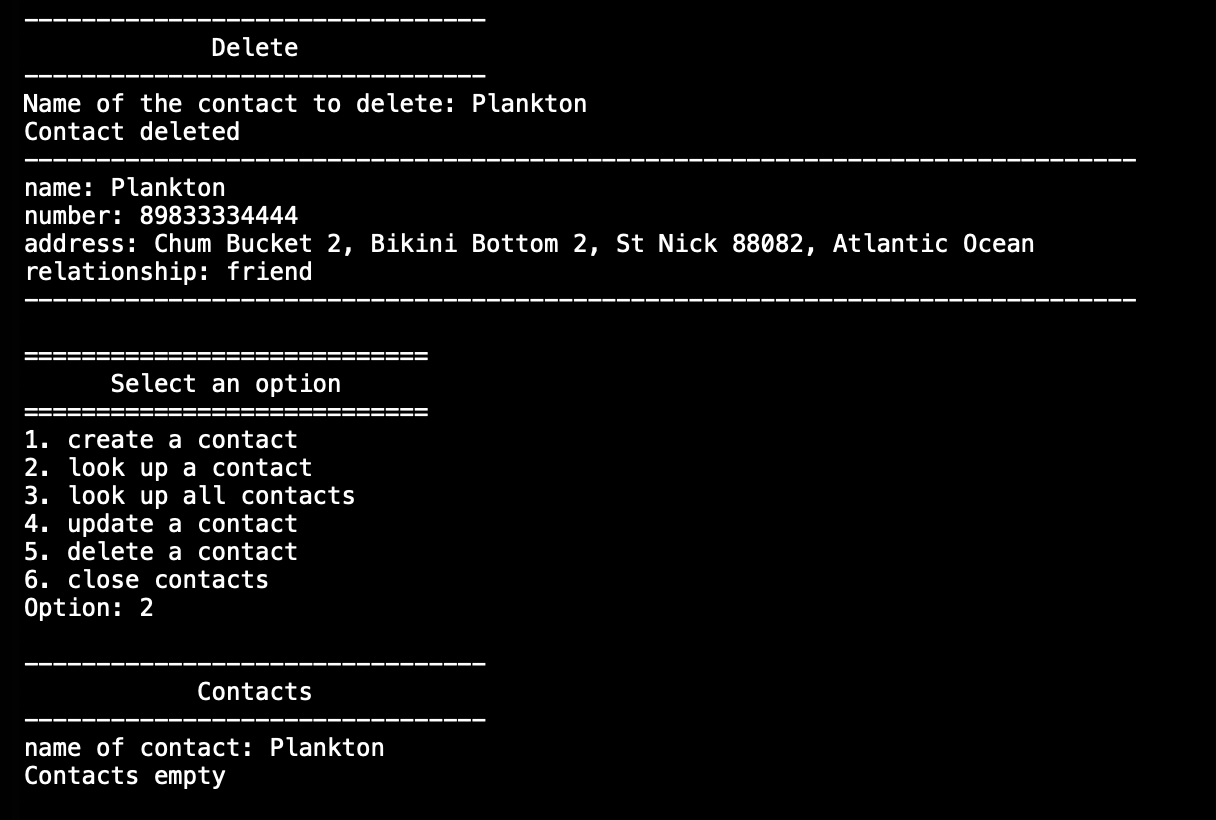 --------------------------------
Delete
--------------------------------
Name of the contact to delete: Plankton
Contact deleted
-----------------------------------------------------------------------------
name: Plankton
number: 89833334444
address: Chum Bucket 2, Bikini Bottom 2, St Nick 88082, Atlantic Ocean
relationship: friend
-----------------------------------------------------------------------------
============================
Select an option
============================
1. create a contact
2. look up a contact
3. look up all contacts
4. update a contact
5. delete a contact
6. close contacts
Option: 2
--------------------------------
Contacts
--------------------------------
name of contact: Plankton
Contacts empty